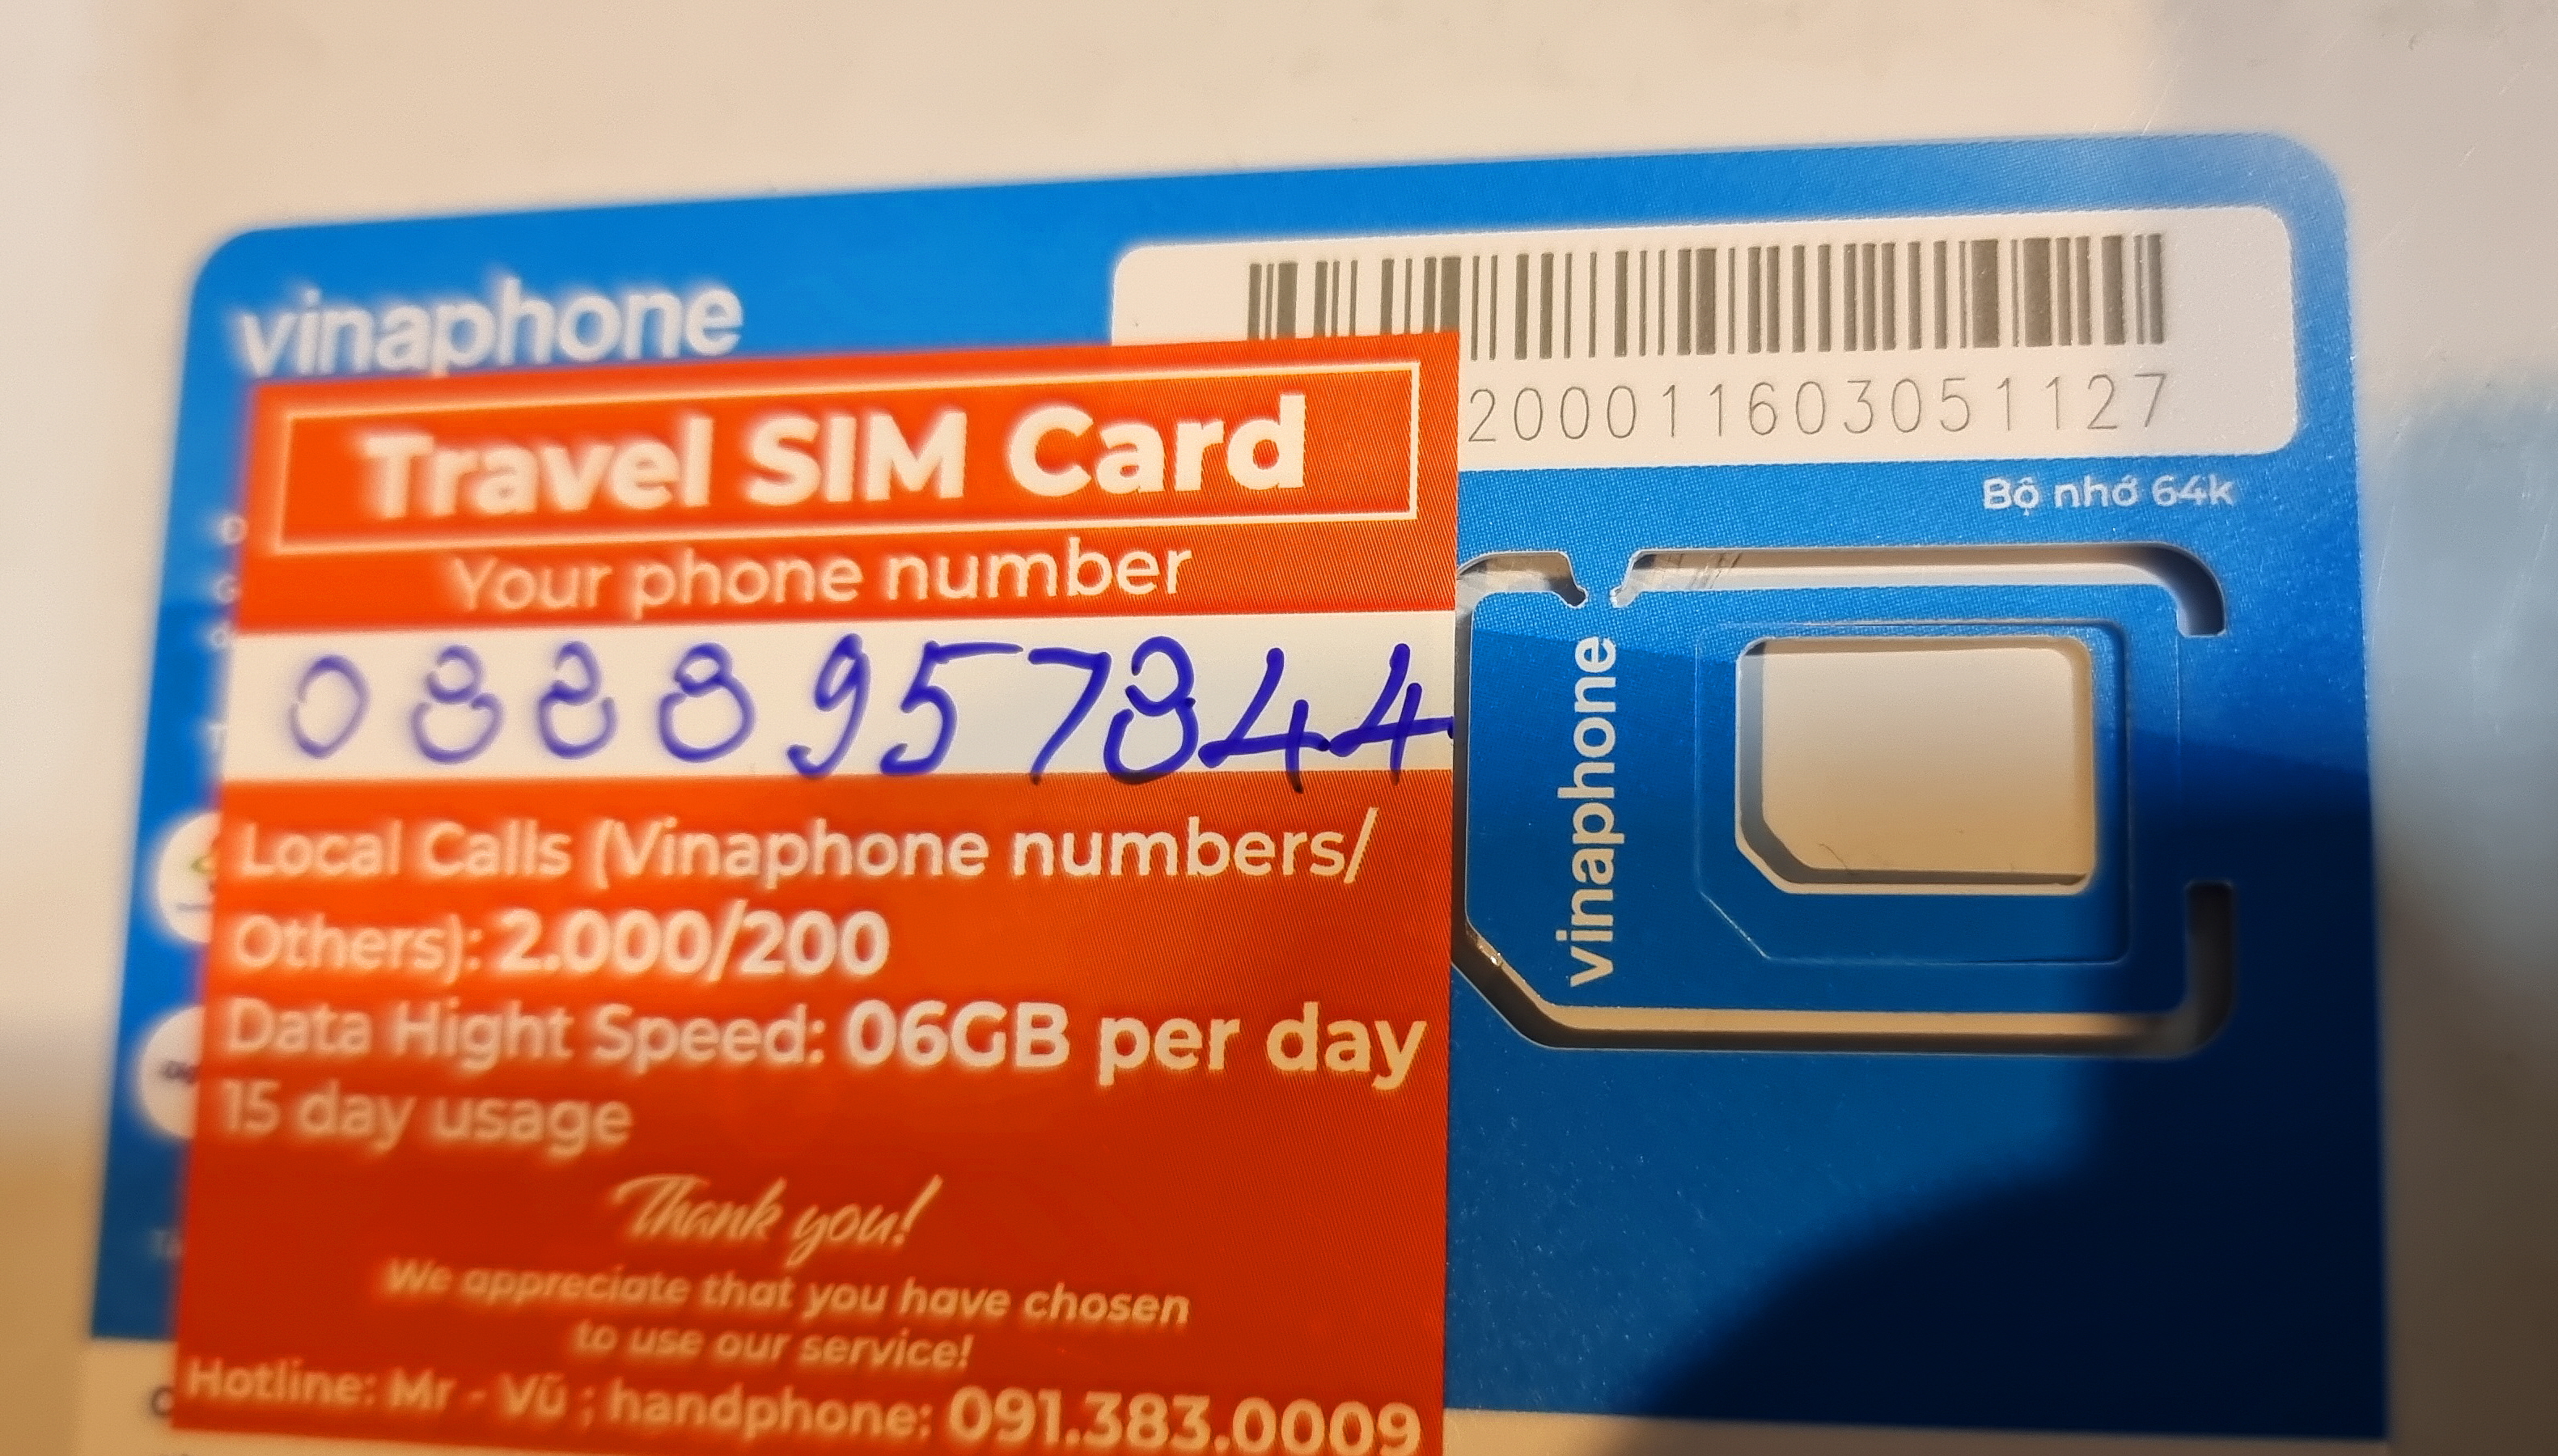 vinaphone
20001160305​1127
Bộ nhớ 64k
Travel SIM Card
Your phone number
0888957844
vinaphone
Local Calls (Vinaphone numbers/
Others): 2.000/200
Data Hight Speed: 06GB per day
15 day usage
Thank you!
We appreciate that you have chosen
to use our service!
Hotline: Mr - Vũ ; handphone: 091.383.0009